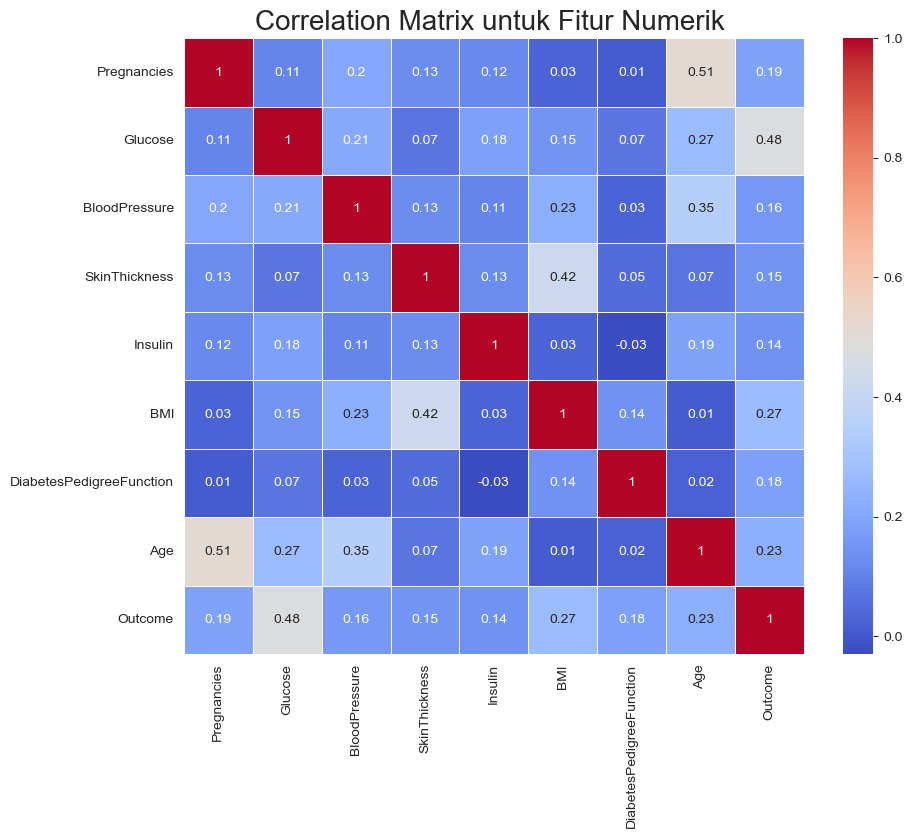 Correlation Matrix untuk Fitur Numerik
Pregnancies 1 0.11 0.2 0.13 0.12 0.03 0.01 0.51 0.19
Glucose 0.11 1 0.21 0.07 0.18 0.15 0.07 0.27 0.48
BloodPressure 0.2 0.21 1 0.13 0.11 0.23 0.03 0.35 0.16
SkinThickness 0.13 0.07 0.13 1 0.13 0.42 0.05 0.07 0.15
Insulin 0.12 0.18 0.11 0.13 1 0.03 -0.03 0.19 0.14
BMI 0.03 0.15 0.23 0.42 0.03 1 0.14 0.01 0.27
DiabetesPedigreeFunction 0.01 0.07 0.03 0.05 -0.03 0.14 1 0.02 0.18
Age 0.51 0.27 0.35 0.07 0.19 0.01 0.02 1 0.23
Outcome 0.19 0.48 0.16 0.15 0.14 0.27 0.18 0.23 1
Pregnancies
Glucose
BloodPressure
SkinThickness
Insulin
BMI
DiabetesPedigreeFunction
Age
Outcome
1.0
0.8
0.6
0.4
0.2
0.0